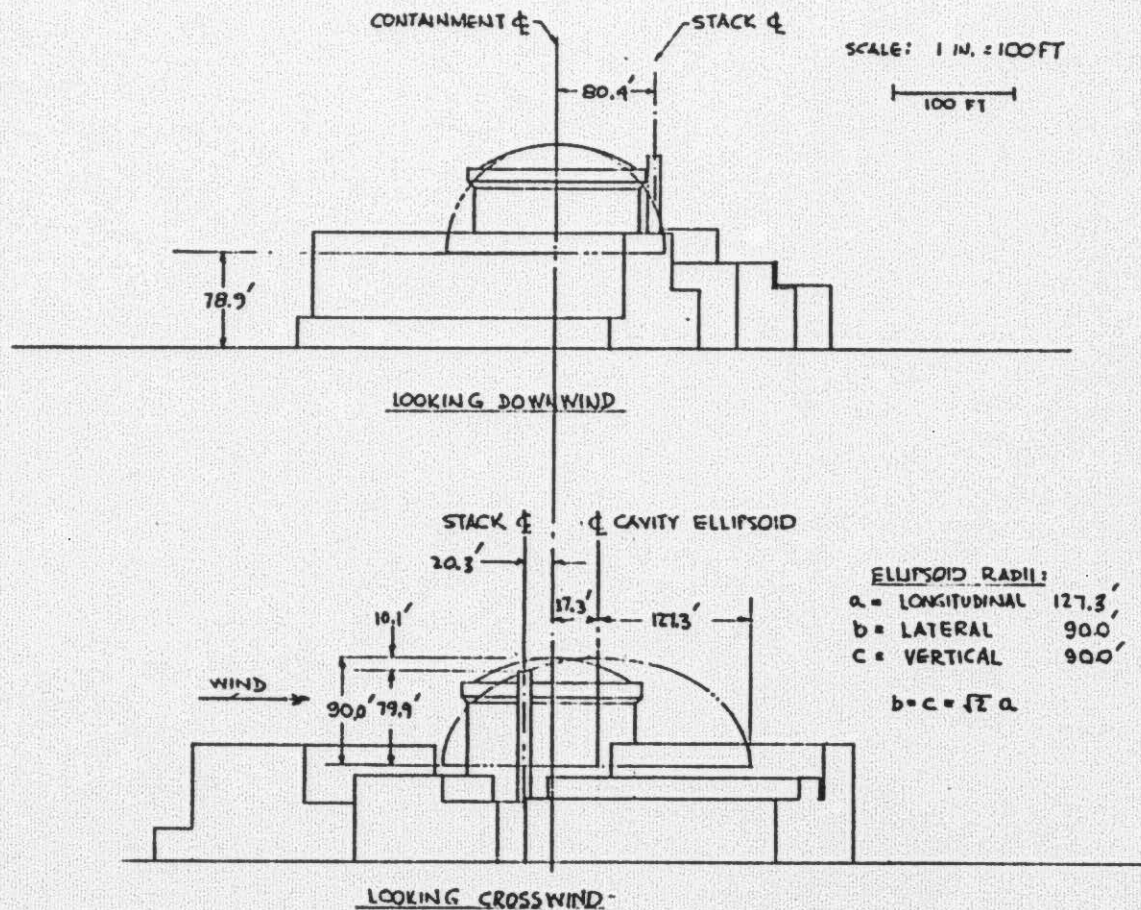 CONTAINMENT ℄
STACK ℄
SCALE: 1 IN. = 100 FT
80.4'
100 FT
78.9'
LOOKING DOWNWIND
STACK ℄
℄ CAVITY ELLIPSOID
20.3'
37.3'
127.3'
10.1'
ELLIPSOID RADII:
a = LONGITUDINAL 127.3'
b = LATERAL 90.0'
c = VERTICAL 90.0'
WIND
90.0'
79.9'
b = c = √2 a
LOOKING CROSSWIND